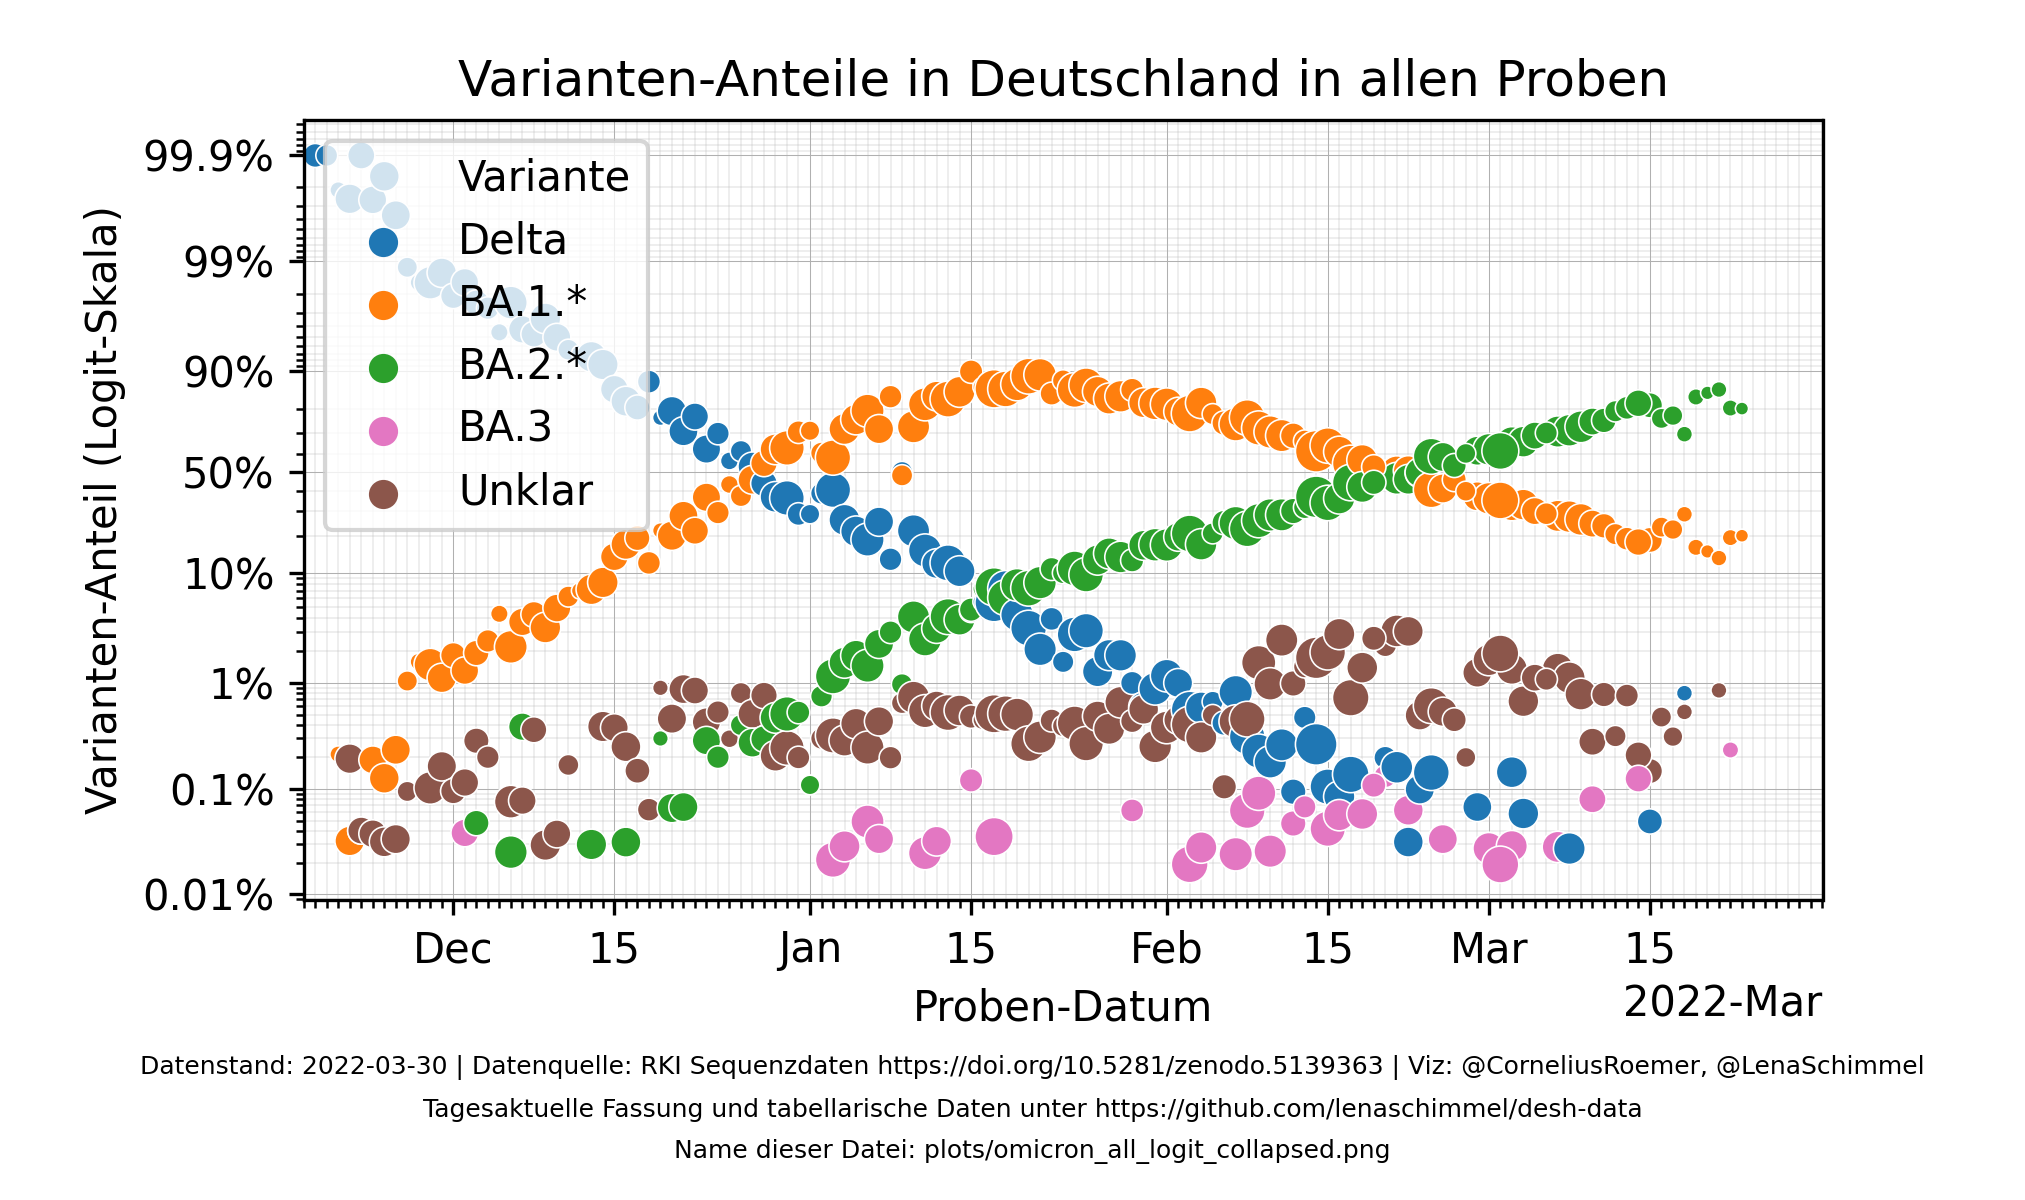 Varianten-Anteile in Deutschland in allen Proben
Varianten-Anteil (Logit-Skala)
99.9%
99%
90%
50%
10%
1%
0.1%
0.01%
Variante
Delta
BA.1.*
BA.2.*
BA.3
Unklar
Dec 15 Jan 15 Feb 15 Mar 15
Proben-Datum
2022-Mar
Datenstand: 2022-03-30 | Datenquelle: RKI Sequenzdaten https://doi.org/10.5281/zenodo.5139363 | Viz: @CorneliusRoemer, @LenaSchimmel
Tagesaktuelle Fassung und tabellarische Daten unter https://github.com/lenaschimmel/desh-data
Name dieser Datei: plots/omicron_all_logit_collapsed.png